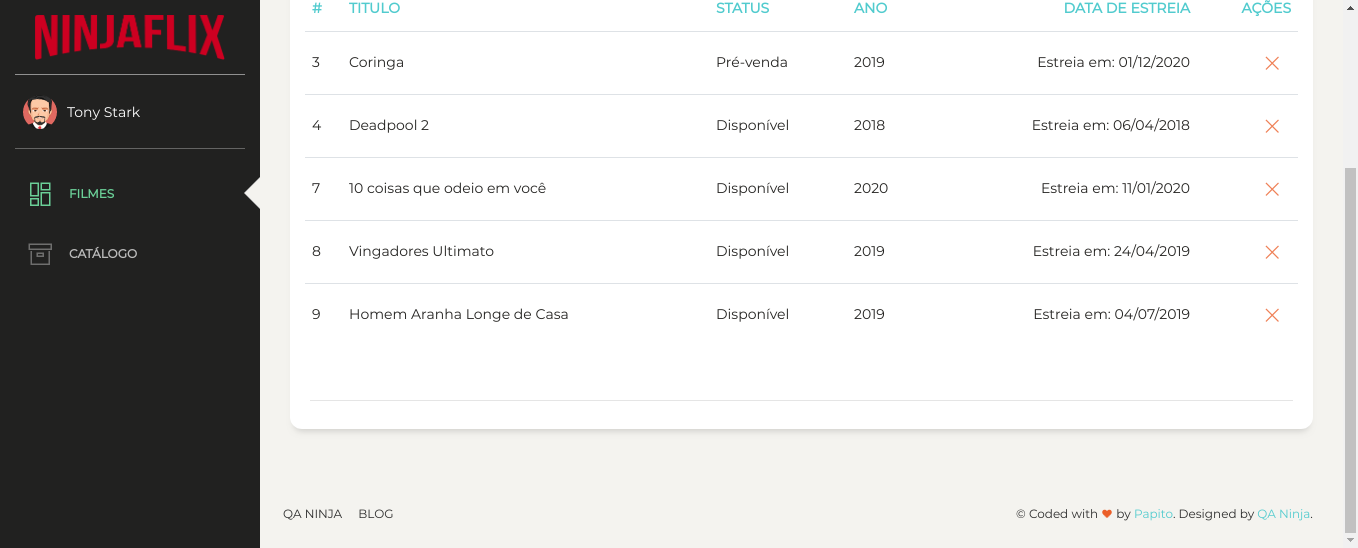 NINJAFLIX
Tony Stark
FILMES
CATÁLOGO
# TITULO STATUS ANO DATA DE ESTREIA AÇÕES
3 Coringa Pré-venda 2019 Estreia em: 01/12/2020
4 Deadpool 2 Disponível 2018 Estreia em: 06/04/2018
7 10 coisas que odeio em você Disponível 2020 Estreia em: 11/01/2020
8 Vingadores Ultimato Disponível 2019 Estreia em: 24/04/2019
9 Homem Aranha Longe de Casa Disponível 2019 Estreia em: 04/07/2019
QA NINJA BLOG © Coded with ❤ by Papito. Designed by QA Ninja.